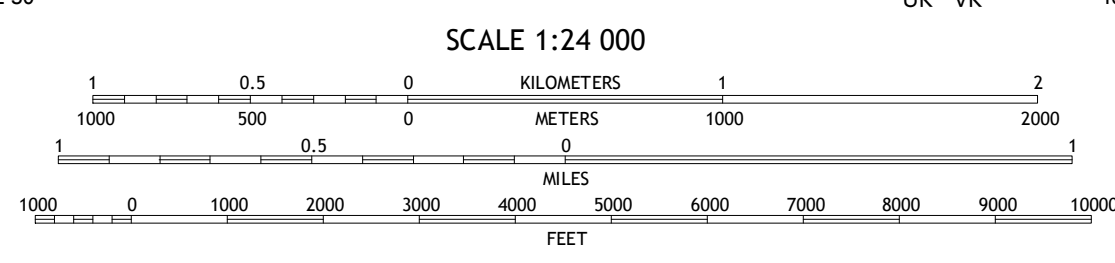 SCALE 1:24 000
1 0.5 0 KILOMETERS 1 2
1000 500 0 METERS 1000 2000
1 0.5 0 1
MILES
1000 0 1000 2000 3000 4000 5000 6000 7000 8000 9000 10000
FEET